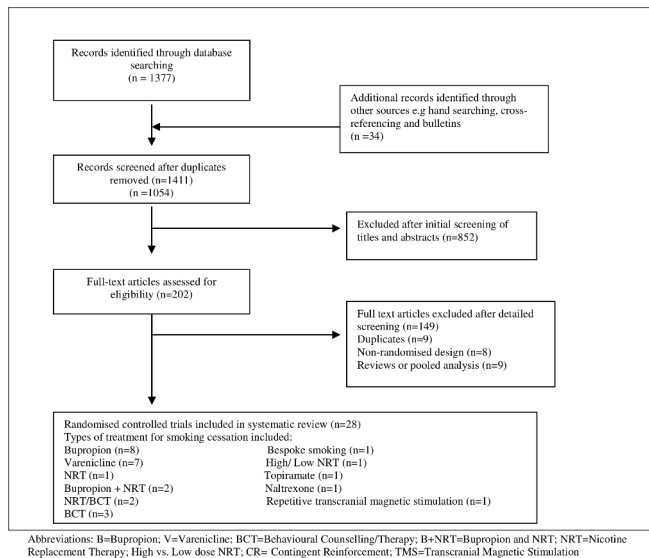 Records identified through database
searching
(n = 1377)
Additional records identified through
other sources e.g hand searching, cross-
referencing and bulletins
(n =34)
Records screened after duplicates
removed (n=1411)
(n =1054)
Excluded after initial screening of
titles and abstracts (n=852)
Full-text articles assessed for
eligibility (n=202)
Full text articles excluded after detailed
screening (n=149)
Duplicates (n=9)
Non-randomised design (n=8)
Reviews or pooled analysis (n=9)
Randomised controlled trials included in systematic review (n=28)
Types of treatment for smoking cessation included:
Bupropion (n=8) Bespoke smoking (n=1)
Varenicline (n=7) High/ Low NRT (n=1)
NRT (n=1) Topiramate (n=1)
Bupropion + NRT (n=2) Naltrexone (n=1)
NRT/BCT (n=2) Repetitive transcranial magnetic stimulation (n=1)
BCT (n=3)
Abbreviations: B=Bupropion; V=Varenicline; BCT=Behavioural Counselling/Therapy; B+NRT=Bupropion and NRT; NRT=Nicotine
Replacement Therapy; High vs. Low dose NRT; CR= Contingent Reinforcement; TMS=Transcranial Magnetic Stimulation